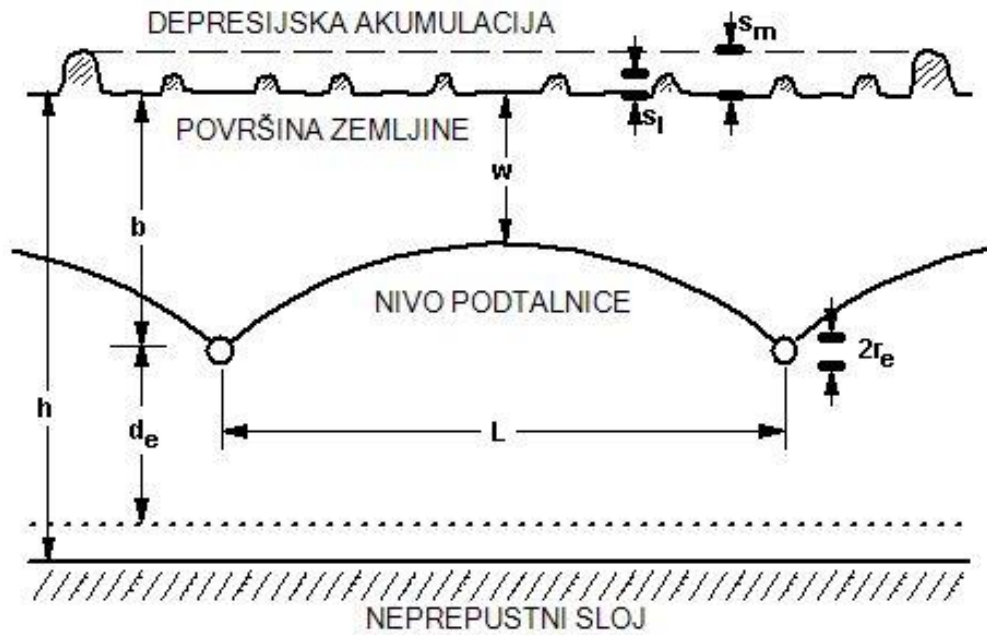 DEPRESIJSKA AKUMULACIJA
sm
POVRŠINA ZEMLJINE
sl
w
b
NIVO PODTALNICE
2re
h
de
L
NEPREPUSTNI SLOJ